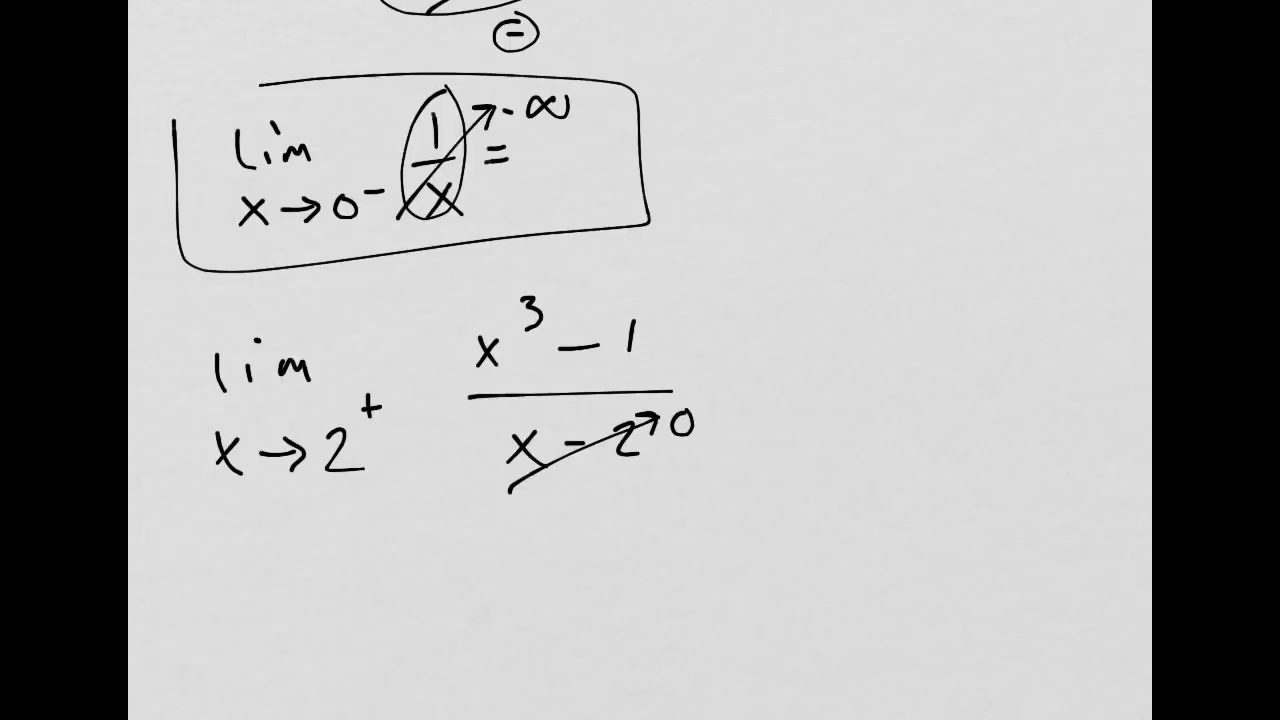 ⊖
lim x→0⁻ 1/x → -∞ =
lim x→2⁺ (x³ - 1)/(x - 2) → 0